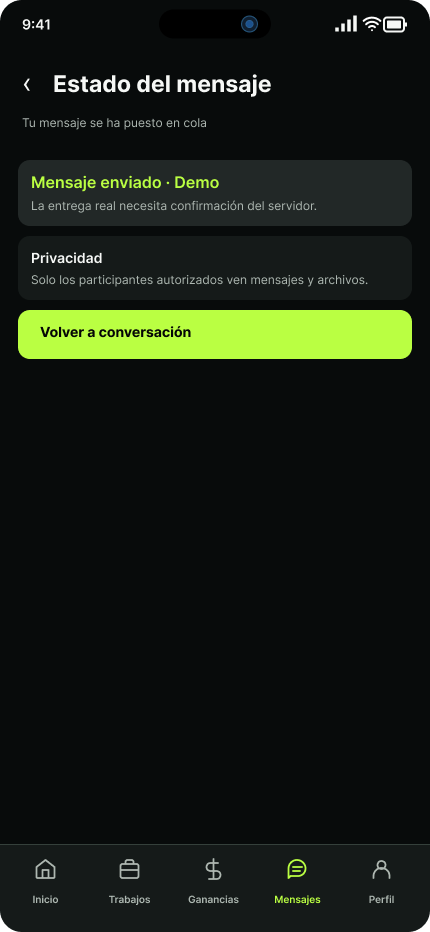 9:41
‹ Estado del mensaje
Tu mensaje se ha puesto en cola
Mensaje enviado · Demo
La entrega real necesita confirmación del servidor.
Privacidad
Solo los participantes autorizados ven mensajes y archivos.
Volver a conversación
Inicio Trabajos Ganancias Mensajes Perfil